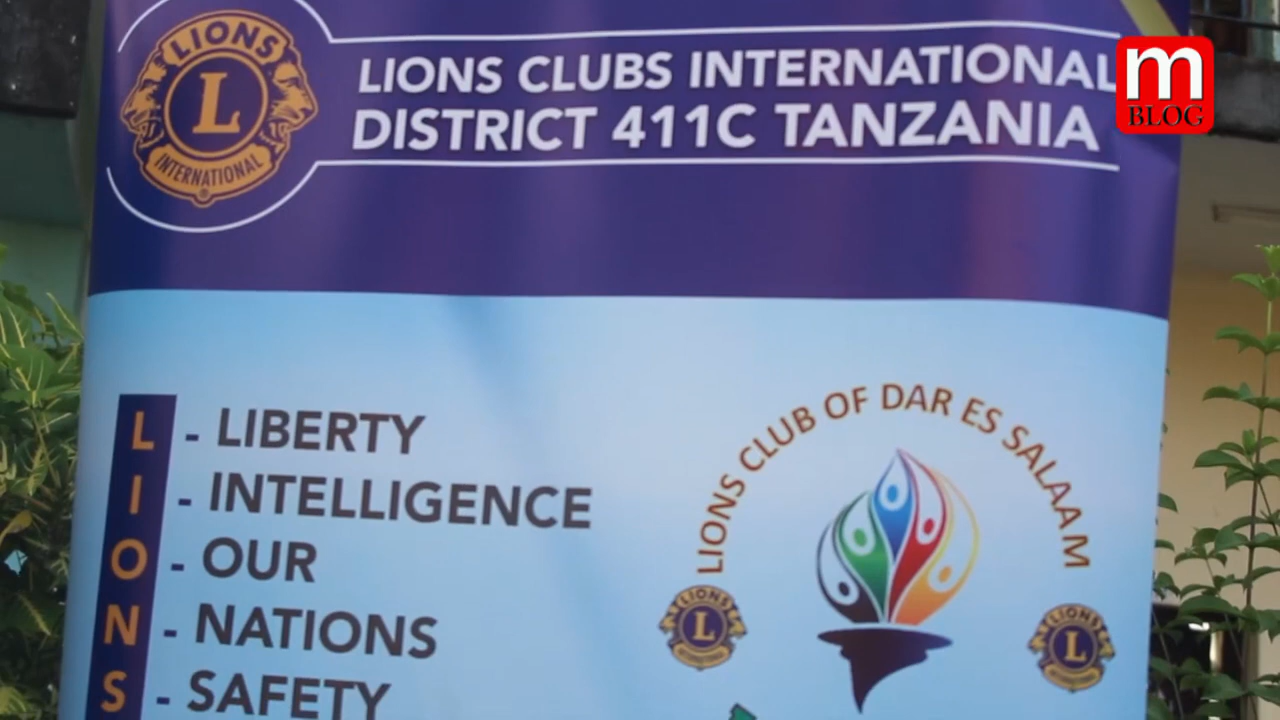 LIONS
L
INTERNATIONAL
LIONS CLUBS INTERNATIONAL
DISTRICT 411C TANZANIA
m
BLOG
L - LIBERTY
I - INTELLIGENCE
O - OUR
N - NATIONS
S - SAFETY
LIONS CLUB OF DAR ES SALAAM
LIONS
L
LIONS
L